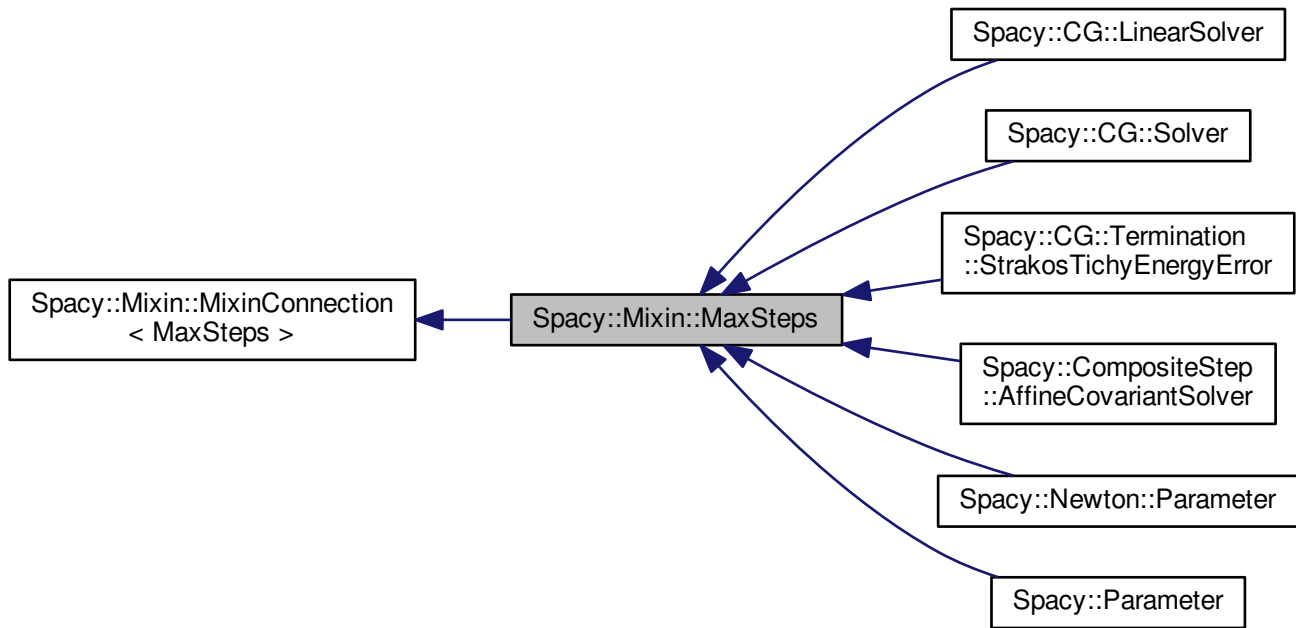 Spacy::CG::LinearSolver
Spacy::CG::Solver
Spacy::CG::Termination
::StrakosTichyEnergyError
Spacy::Mixin::MixinConnection
< MaxSteps >
Spacy::Mixin::MaxSteps
Spacy::CompositeStep
::AffineCovariantSolver
Spacy::Newton::Parameter
Spacy::Parameter